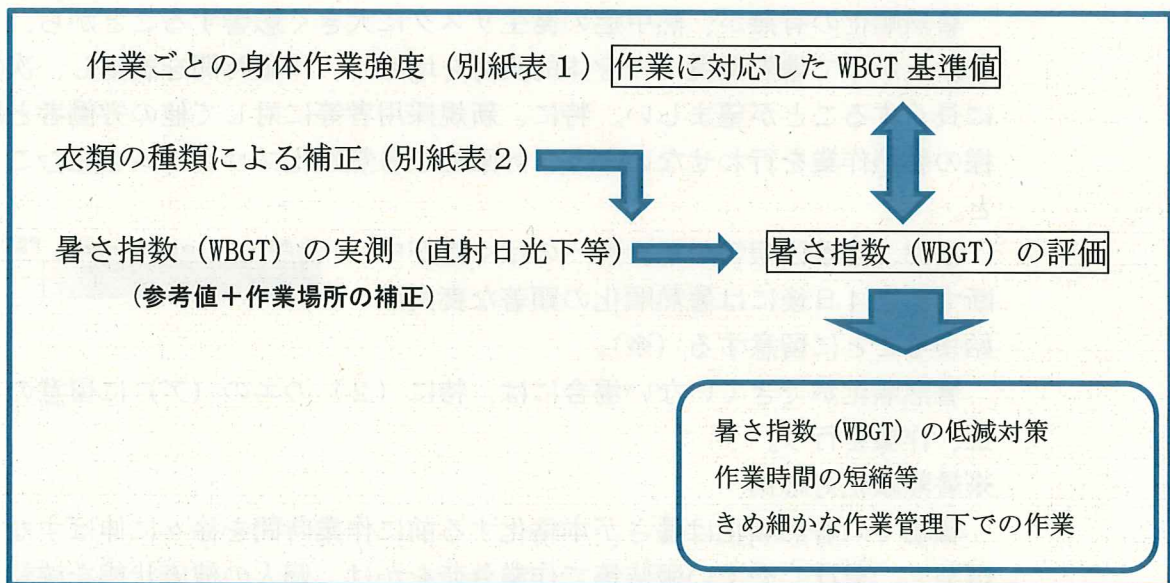 作業ごとの身体作業強度（別紙表１） 作業に対応した WBGT 基準値
衣類の種類による補正（別紙表２）
暑さ指数（WBGT）の実測（直射日光下等） 暑さ指数（WBGT）の評価
（参考値＋作業場所の補正）
暑さ指数（WBGT）の低減対策
作業時間の短縮等
きめ細かな作業管理下での作業